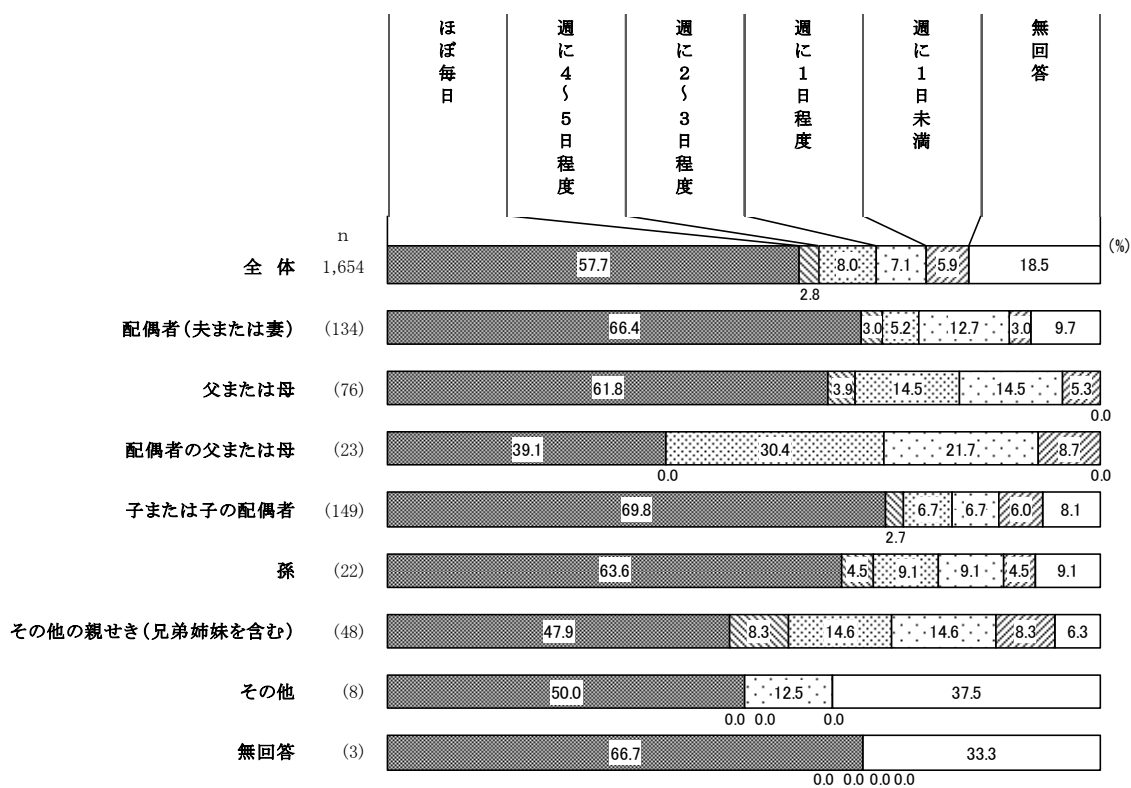 ほぼ毎日
週に4～5日程度
週に2～3日程度
週に1日程度
週に1日未満
無回答
(%)
n
全 体 1,654 57.7 8.0 7.1 5.9 18.5
2.8
配偶者(夫または妻) (134) 66.4 3.0 5.2 12.7 3.0 9.7
父または母 (76) 61.8 3.9 14.5 14.5 5.3
0.0
配偶者の父または母 (23) 39.1 30.4 21.7 8.7
0.0 0.0
子または子の配偶者 (149) 69.8 6.7 6.7 6.0 8.1
2.7
孫 (22) 63.6 4.5 9.1 9.1 4.5 9.1
その他の親せき(兄弟姉妹を含む) (48) 47.9 8.3 14.6 14.6 8.3 6.3
その他 (8) 50.0 12.5 37.5
0.0 0.0 0.0
無回答 (3) 66.7 33.3
0.0 0.0 0.0 0.0